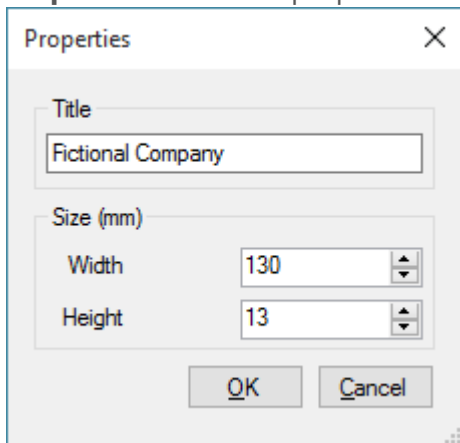 Properties
Title
Fictional Company
Size (mm)
Width 130
Height 13
OK Cancel